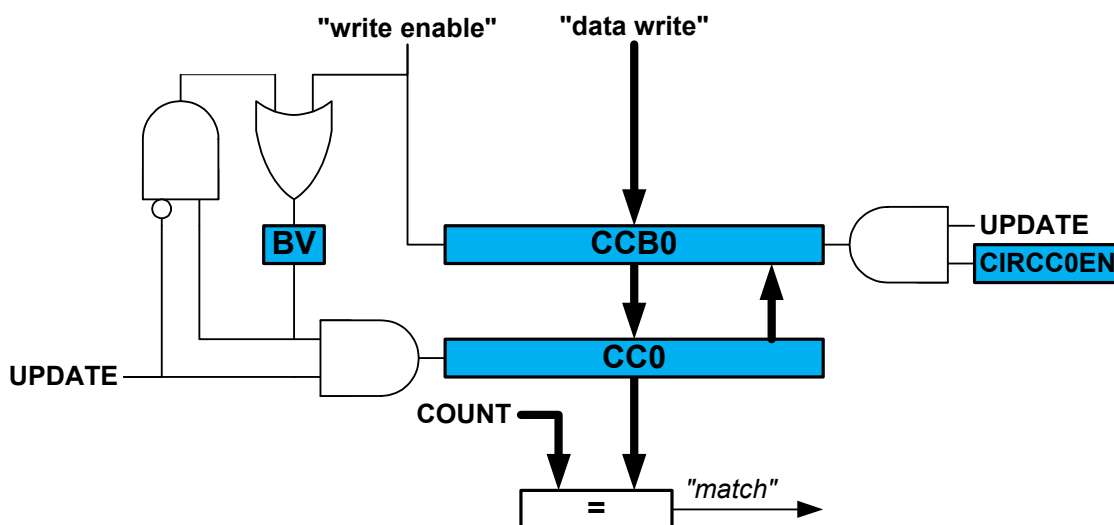 "write enable"
"data write"
BV
CCB0
UPDATE
CIRCC0EN
CC0
UPDATE
COUNT
=
"match"